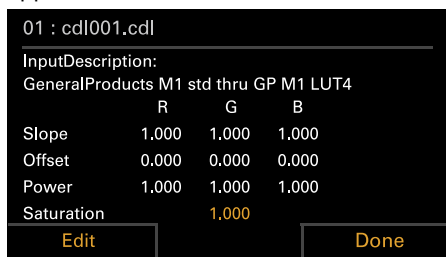 01 : cdl001.cdl
InputDescription:
GeneralProducts M1 std thru GP M1 LUT4
R G B
Slope 1.000 1.000 1.000
Offset 0.000 0.000 0.000
Power 1.000 1.000 1.000
Saturation 1.000
Edit Done